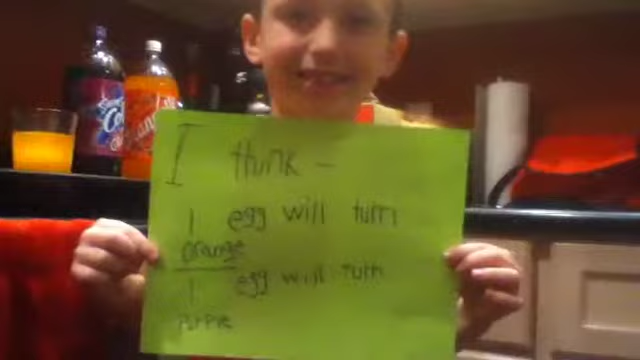 I think -
1 egg will turn
orange
1 egg will turn
purple